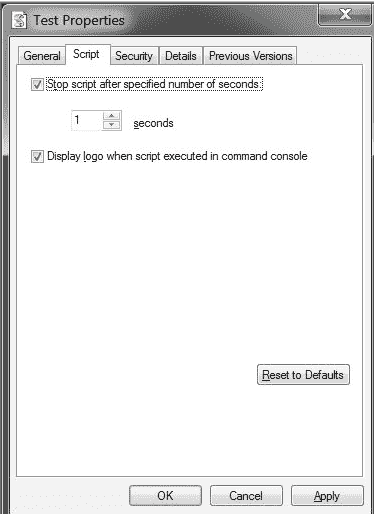 Test Properties
General Script Security Details Previous Versions
Stop script after specified number of seconds:
1 seconds
Display logo when script executed in command console
Reset to Defaults
OK Cancel Apply